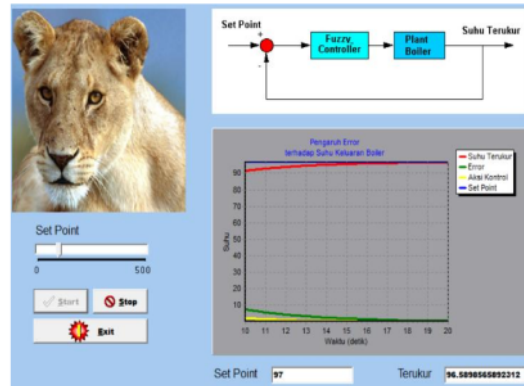 Set Point
+
-
Fuzzy
Controller
Plant
Boiler
Suhu Terukur
Pengaruh Error
terhadap Suhu Keluaran Boiler
Suhu Terukur
Error
Aksi Kontrol
Set Point
Suhu
90
80
70
60
50
40
30
20
10
10 11 12 13 14 15 16 17 18 19 20
Waktu (detik)
Set Point
0 500
Start
Stop
Exit
Set Point 97 Terukur 96.5890565892312